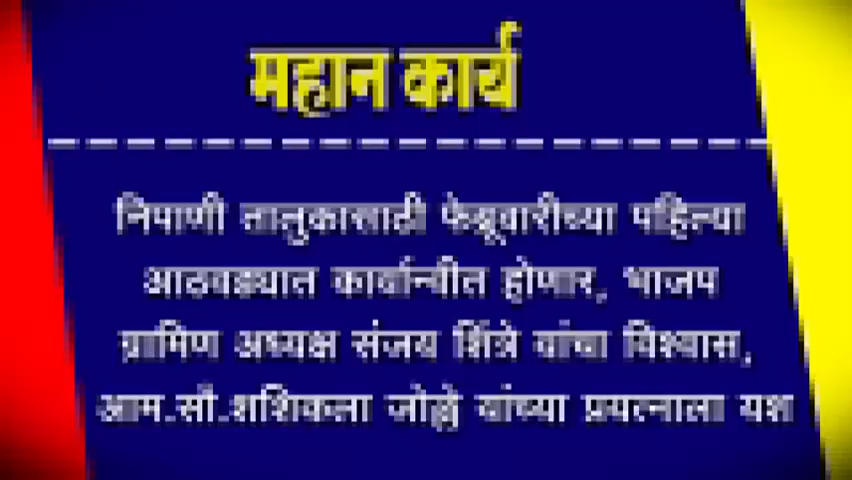 महान कार्य
निपाणी तालुकासाठी फेब्रूवारीच्या पहिल्या
आठवड्यात कार्यान्वीत होणार, भाजप
ग्रामिण अध्यक्ष संजय शिंत्रे यांचा विश्वास,
आम.सौ.शशिकला जोल्ले यांच्या प्रयत्नाला यश